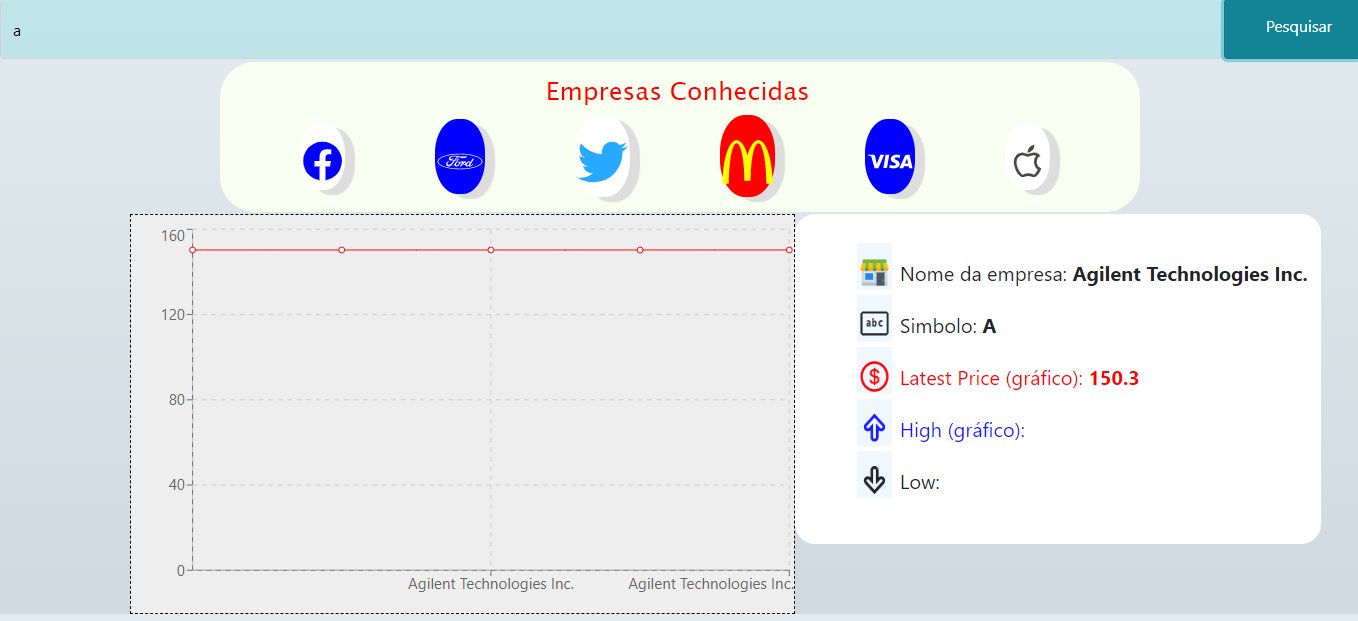 a
Pesquisar
Empresas Conhecidas
Ford
VISA
160
120
80
40
0
Agilent Technologies Inc.
Agilent Technologies Inc.
Nome da empresa: Agilent Technologies Inc.
abc
Simbolo: A
$
Latest Price (gráfico): 150.3
High (gráfico):
Low: